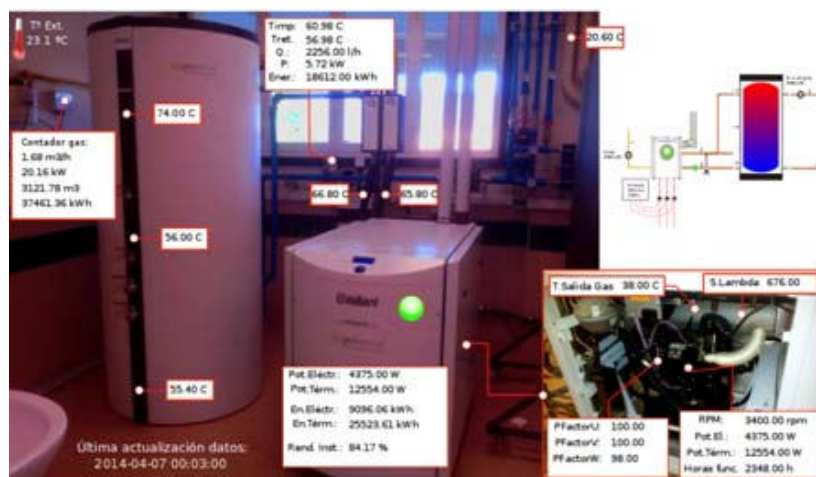 Tª Ext.
23.1 ºC
Timp: 60.98 C
Tret. 56.98 C
Q.: 2256.00 l/h
P: 5.72 kW
Ener.: 18612.00 kWh
20.60 C
74.00 C
Contador gas:
1.68 m3/h
20.16 kW
3121.78 m3
37461.36 kWh
66.80 C
65.80 C
56.00 C
T.Salida Gas 38.00 C
S.Lambda 676.00
Vaillant
Pot.Eléctr.: 4375.00 W
Pot.Térm.: 12554.00 W
En.Eléctr.: 9096.06 kWh
En.Térm.: 25523.61 kWh
Rend. Inst.: 84.17 %
55.40 C
PFactorU: 100.00
PFactorV: 100.00
PFactorW: 98.00
RPM: 3400.00 rpm
Pot.El.: 4375.00 W
Pot.Térm.: 12554.00 W
Horas func. 2348.00 h
Última actualización datos:
2014-04-07 00:03:00